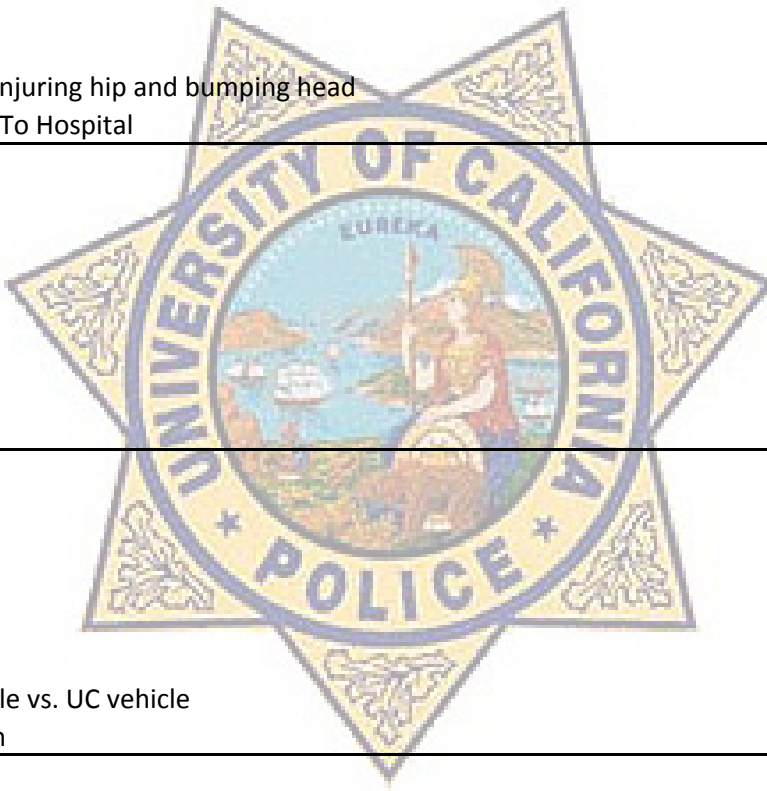 njuring hip and bumping head
To Hospital
UNIVERSITY OF CALIFORNIA
EUREKA
POLICE
le vs. UC vehicle
n